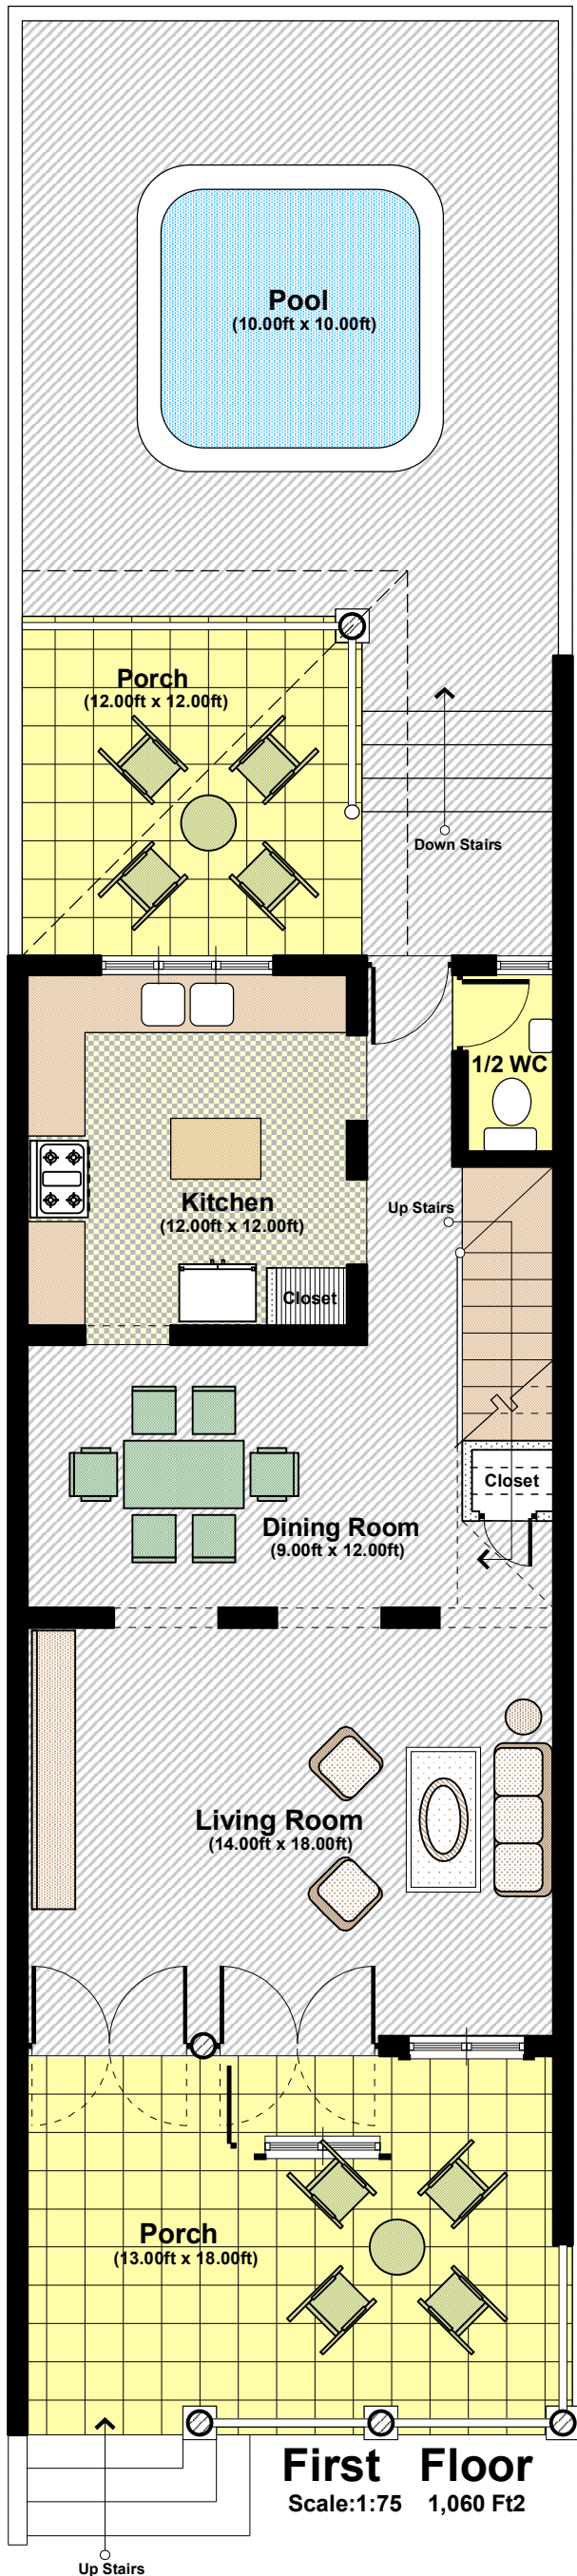 Pool
(10.00ft x 10.00ft)
Porch
(12.00ft x 12.00ft)
Down Stairs
1/2 WC
Kitchen
(12.00ft x 12.00ft)
Up Stairs
Closet
Closet
Dining Room
(9.00ft x 12.00ft)
Living Room
(14.00ft x 18.00ft)
Porch
(13.00ft x 18.00ft)
First Floor
Scale:1:75 1,060 Ft2
Up Stairs